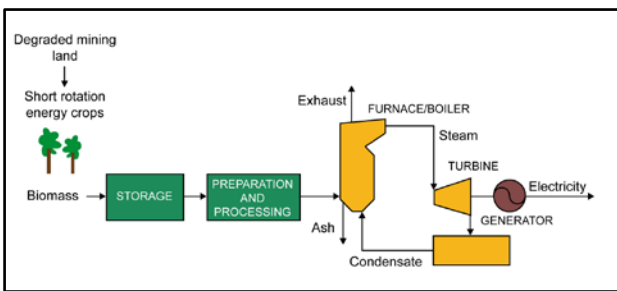 Degraded mining
land
Short rotation
energy crops
Biomass
STORAGE
PREPARATION
AND
PROCESSING
Exhaust
FURNACE/BOILER
Steam
TURBINE
Electricity
GENERATOR
Ash
Condensate